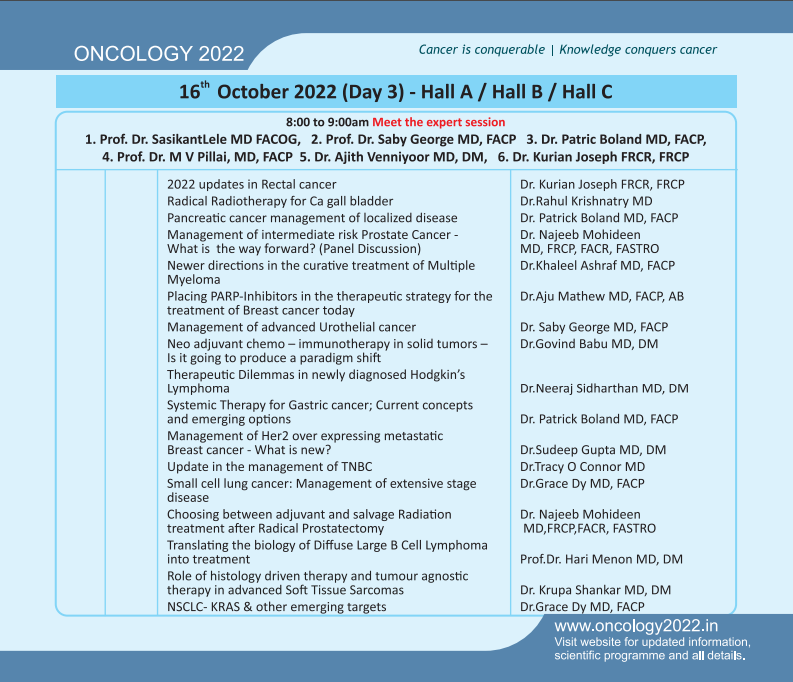 ONCOLOGY 2022
Cancer is conquerable | Knowledge conquers cancer
16th October 2022 (Day 3) - Hall A / Hall B / Hall C
8:00 to 9:00am Meet the expert session
1. Prof. Dr. SasikantLele MD FACOG, 2. Prof. Dr. Saby George MD, FACP 3. Dr. Patric Boland MD, FACP,
4. Prof. Dr. M V Pillai, MD, FACP 5. Dr. Ajith Venniyoor MD, DM, 6. Dr. Kurian Joseph FRCR, FRCP
2022 updates in Rectal cancer Dr. Kurian Joseph FRCR, FRCP
Radical Radiotherapy for Ca gall bladder Dr.Rahul Krishnatry MD
Pancreatic cancer management of localized disease Dr. Patrick Boland MD, FACP
Management of intermediate risk Prostate Cancer - Dr. Najeeb Mohideen
What is the way forward? (Panel Discussion) MD, FRCP, FACR, FASTRO
Newer directions in the curative treatment of Multiple Dr.Khaleel Ashraf MD, FACP
Myeloma
Placing PARP-Inhibitors in the therapeutic strategy for the Dr.Aju Mathew MD, FACP, AB
treatment of Breast cancer today
Management of advanced Urothelial cancer Dr. Saby George MD, FACP
Neo adjuvant chemo – immunotherapy in solid tumors – Dr.Govind Babu MD, DM
Is it going to produce a paradigm shift
Therapeutic Dilemmas in newly diagnosed Hodgkin's
Lymphoma Dr.Neeraj Sidharthan MD, DM
Systemic Therapy for Gastric cancer; Current concepts
and emerging options Dr. Patrick Boland MD, FACP
Management of Her2 over expressing metastatic
Breast cancer - What is new? Dr.Sudeep Gupta MD, DM
Update in the management of TNBC Dr.Tracy O Connor MD
Small cell lung cancer: Management of extensive stage Dr.Grace Dy MD, FACP
disease
Choosing between adjuvant and salvage Radiation Dr. Najeeb Mohideen
treatment after Radical Prostatectomy MD,FRCP,FACR, FASTRO
Translating the biology of Diffuse Large B Cell Lymphoma
into treatment Prof.Dr. Hari Menon MD, DM
Role of histology driven therapy and tumour agnostic
therapy in advanced Soft Tissue Sarcomas Dr. Krupa Shankar MD, DM
NSCLC- KRAS & other emerging targets Dr.Grace Dy MD, FACP
www.oncology2022.in
Visit website for updated information,
scientific programme and all details.